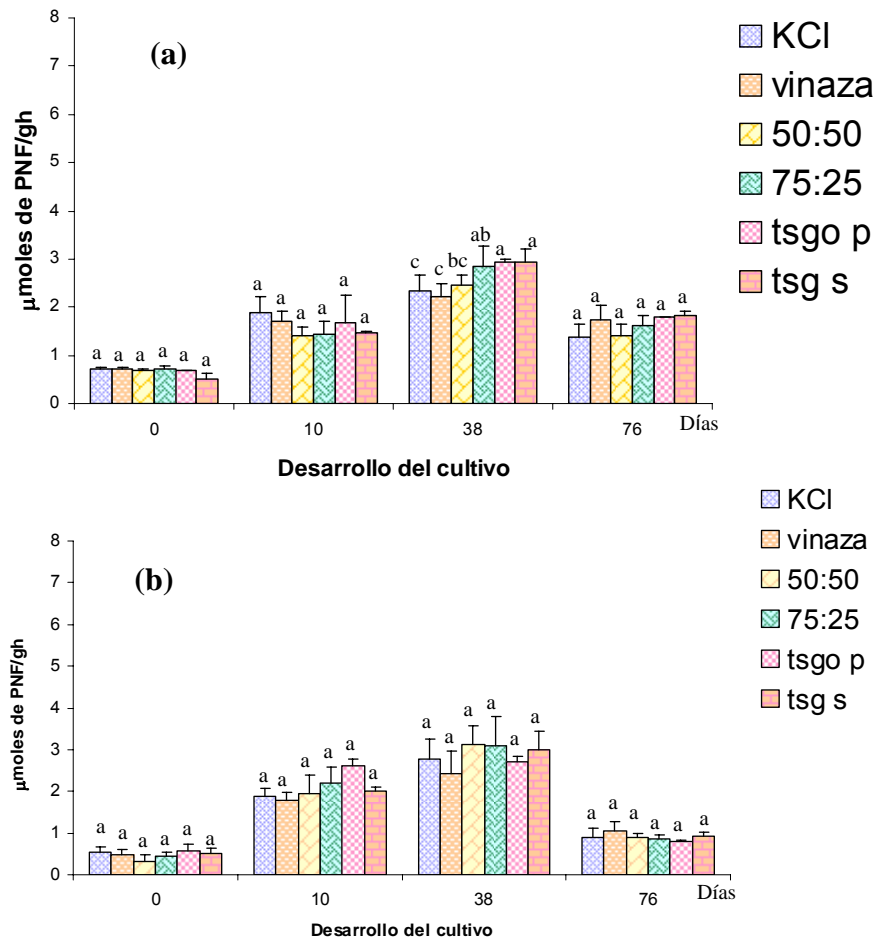 (a)
8
7
6
5
4
3
2
1
0
μmoles de PNF/gh
a a a a a a
a a a a a a
c c bc ab a a
a a a a a a
0 10 38 76 Días
Desarrollo del cultivo
KCl
vinaza
50:50
75:25
tsgo p
tsg s
(b)
8
7
6
5
4
3
2
1
0
μmoles de PNF/gh
a a a a a a
a a a a a a
a a a a a a
a a a a a a
0 10 38 76 Días
Desarrollo del cultivo
KCl
vinaza
50:50
75:25
tsgo p
tsg s